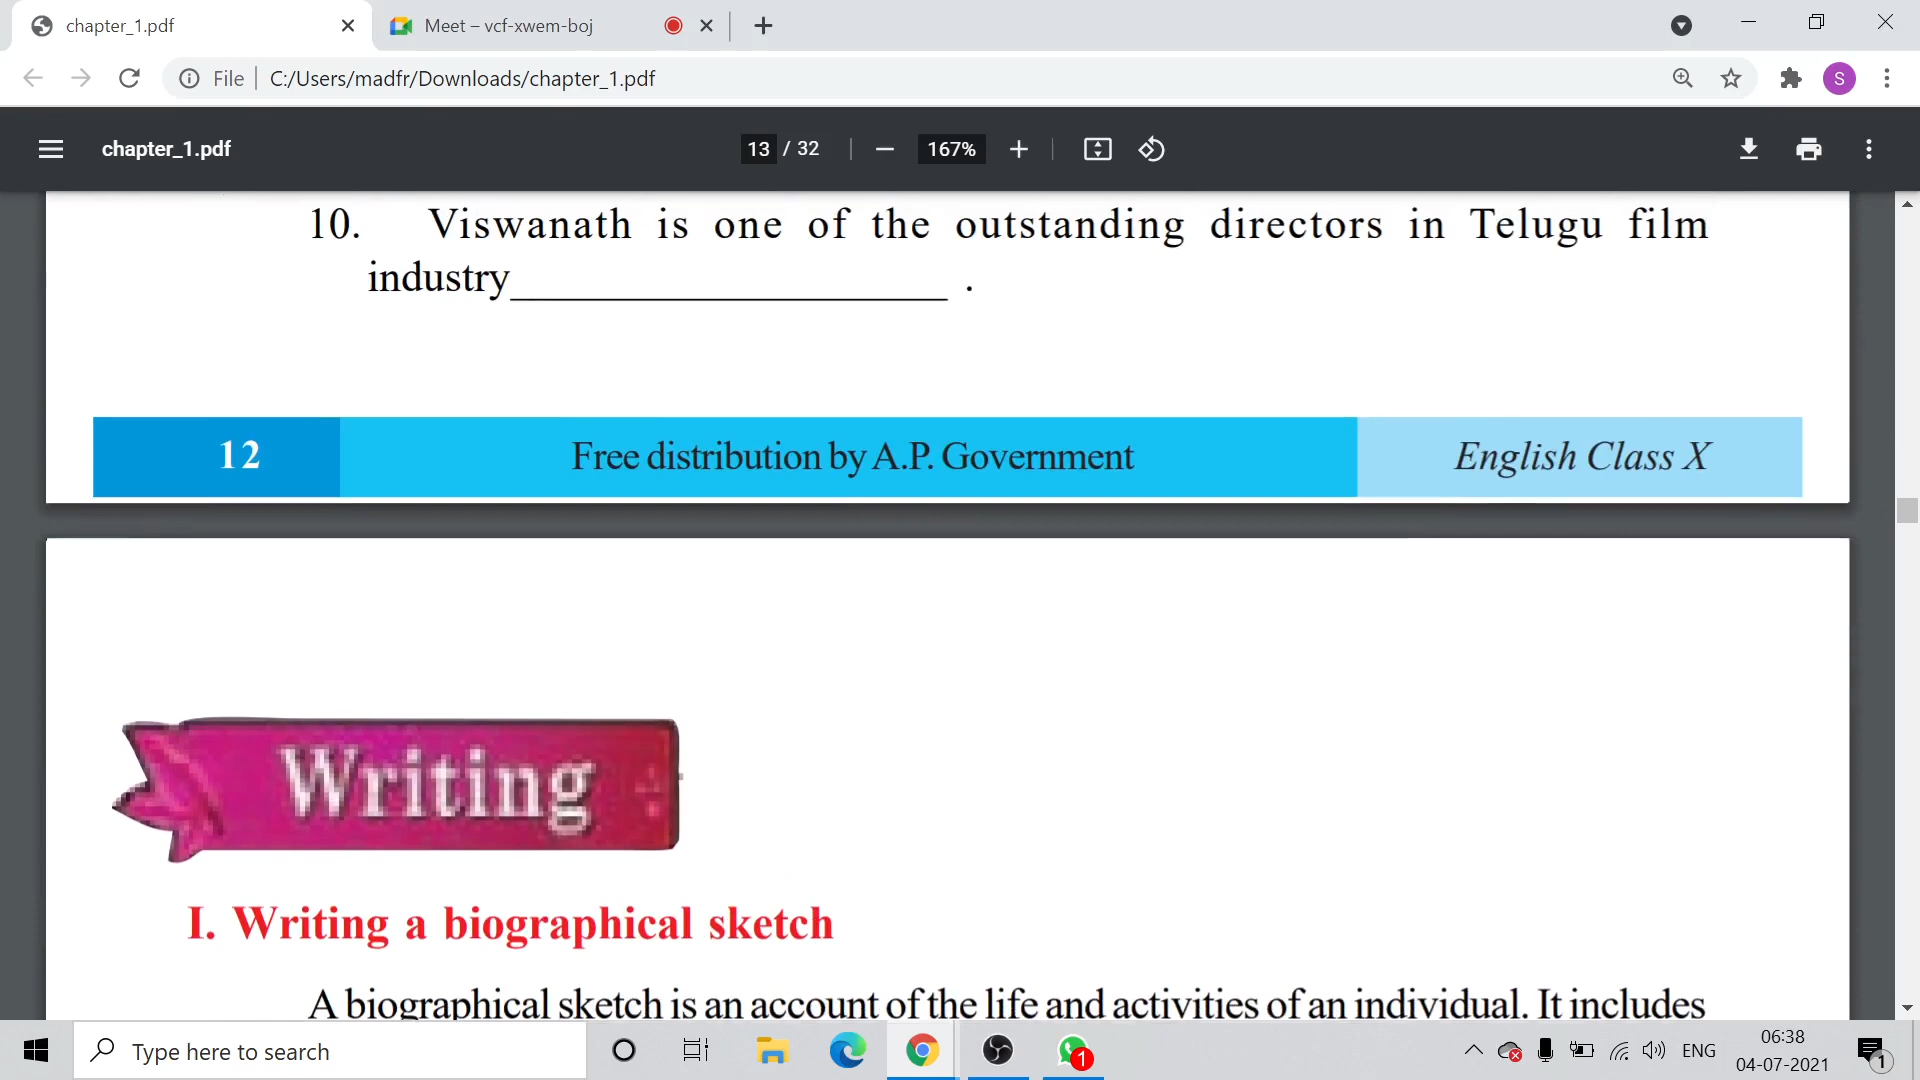 chapter_1.pdf
Meet – vcf-xwem-boj
File
C:/Users/madfr/Downloads/chapter_1.pdf
S
chapter_1.pdf
13 / 32
167%
10. Viswanath is one of the outstanding directors in Telugu film
industry____________________ .
12
Free distribution by A.P. Government
English Class X
Writing
I. Writing a biographical sketch
A biographical sketch is an account of the life and activities of an individual. It includes
Type here to search
1
ENG
06:38
04-07-2021
1